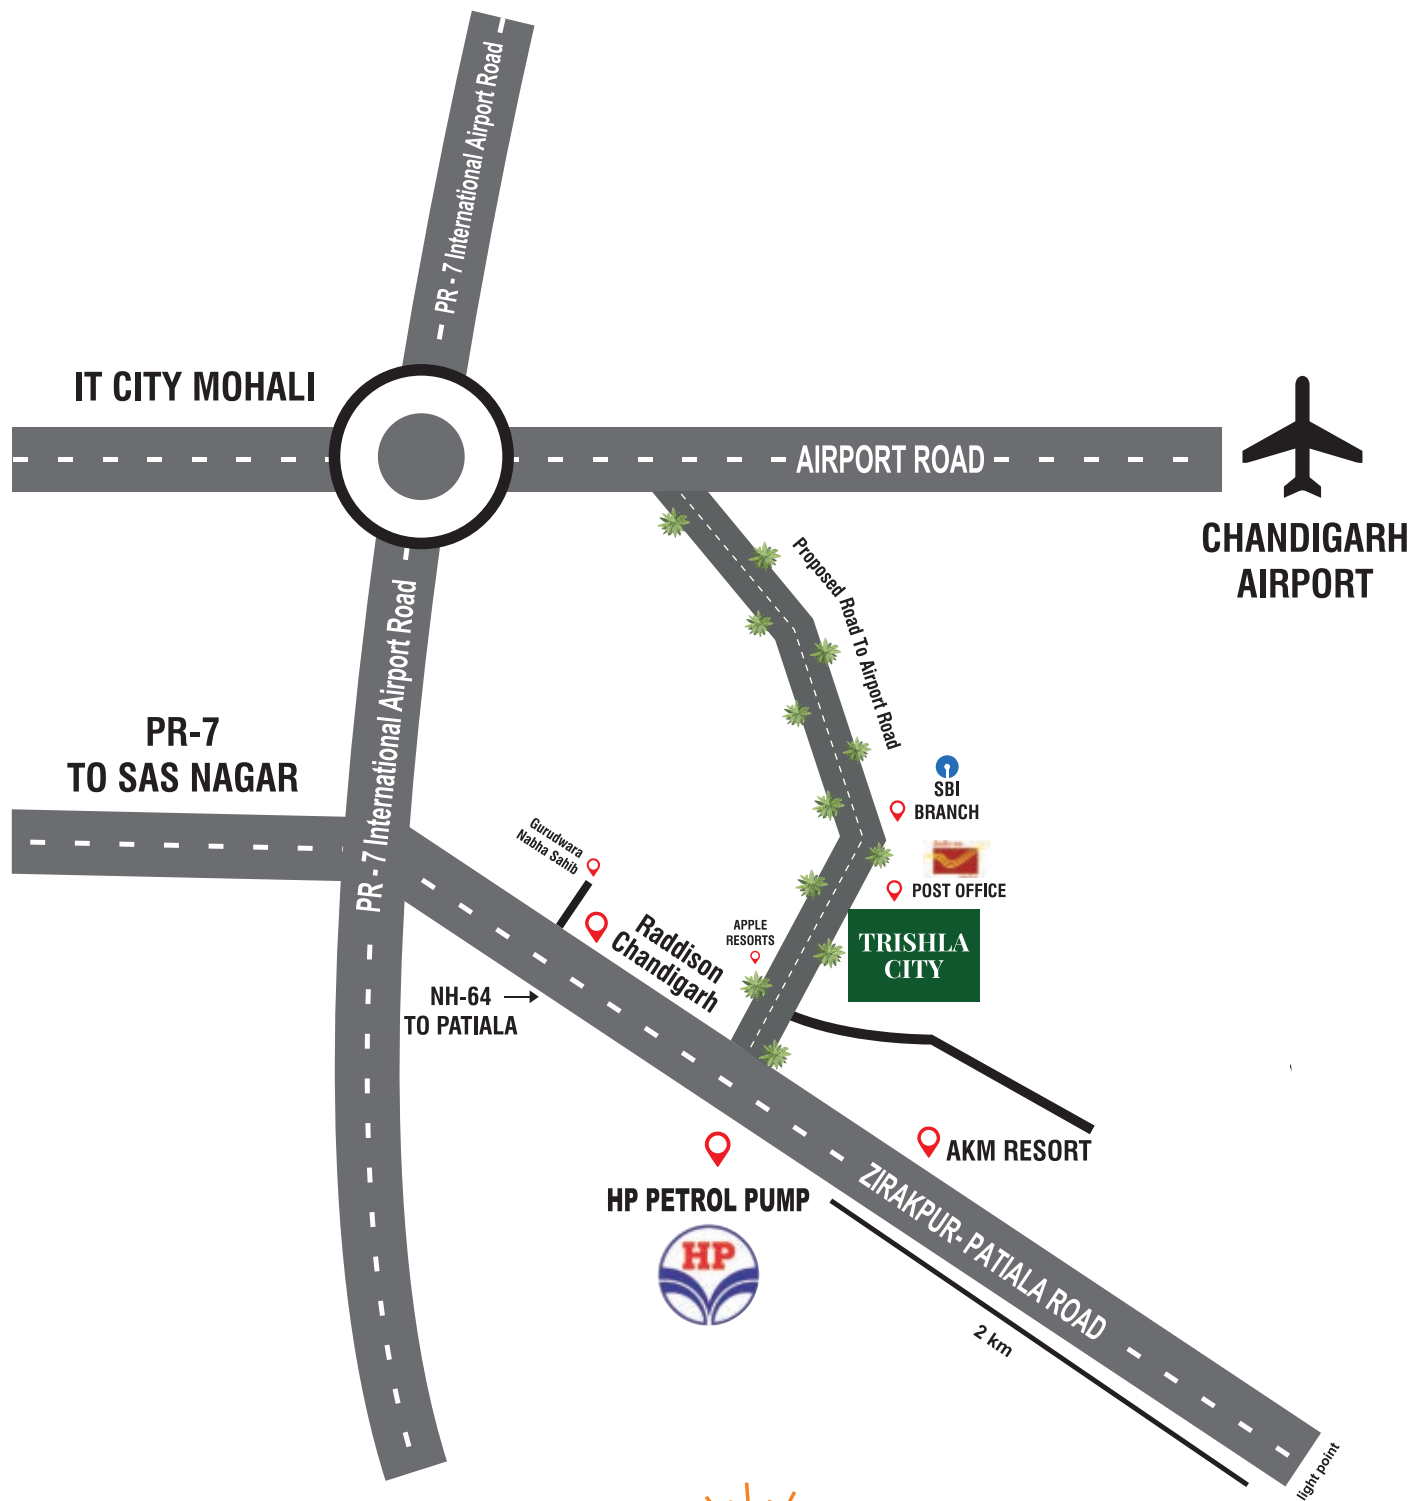 PR - 7 International Airport Road
IT CITY MOHALI
AIRPORT ROAD
CHANDIGARH
AIRPORT
Proposed Road To Airport Road
PR - 7 International Airport Road
PR-7
TO SAS NAGAR
SBI
BRANCH
Gurudwara
Nabha Sahib
POST OFFICE
Raddison
Chandigarh
APPLE
RESORTS
TRISHLA
CITY
NH-64
TO PATIALA
AKM RESORT
HP PETROL PUMP
HP
ZIRAKPUR- PATIALA ROAD
2 km
light point